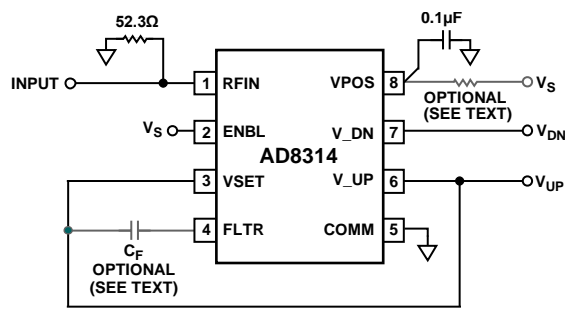 52.3Ω
0.1µF
INPUT
1 RFIN
VPOS 8
VS
OPTIONAL
(SEE TEXT)
VS
2 ENBL
V_DN 7
VDN
AD8314
3 VSET
V_UP 6
VUP
4 FLTR
COMM 5
CF
OPTIONAL
(SEE TEXT)